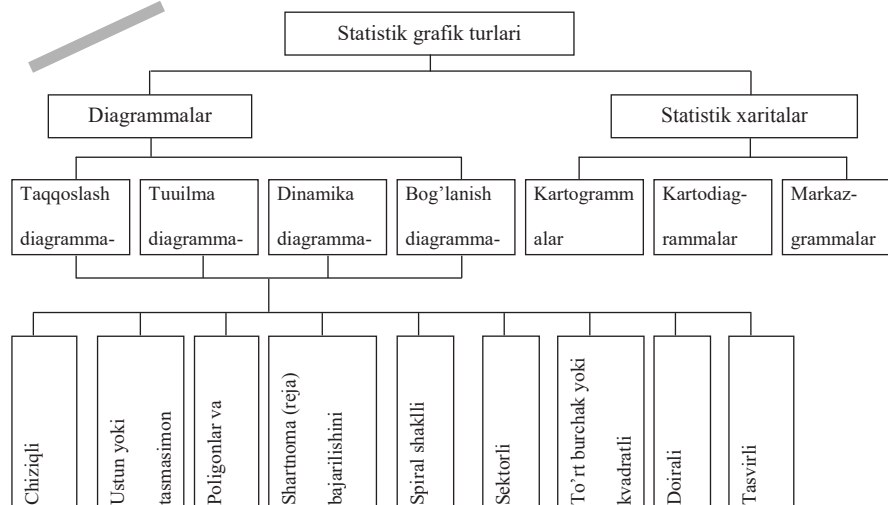 Statistik grafik turlari
Diagrammalar
Statistik xaritalar
Taqqoslash
diagramma-
Tuuilma
diagramma-
Dinamika
diagramma-
Bog’lanish
diagramma-
Kartogramm
alar
Kartodiag-
rammalar
Markaz-
grammalar
Chiziqli
Ustun yoki
tasmasimon
Poligonlar va
Shartnoma (reja)
bajarilishini
Spiral shaklli
Sektorli
To’rt burchak yoki
kvadratli
Doirali
Tasvirli